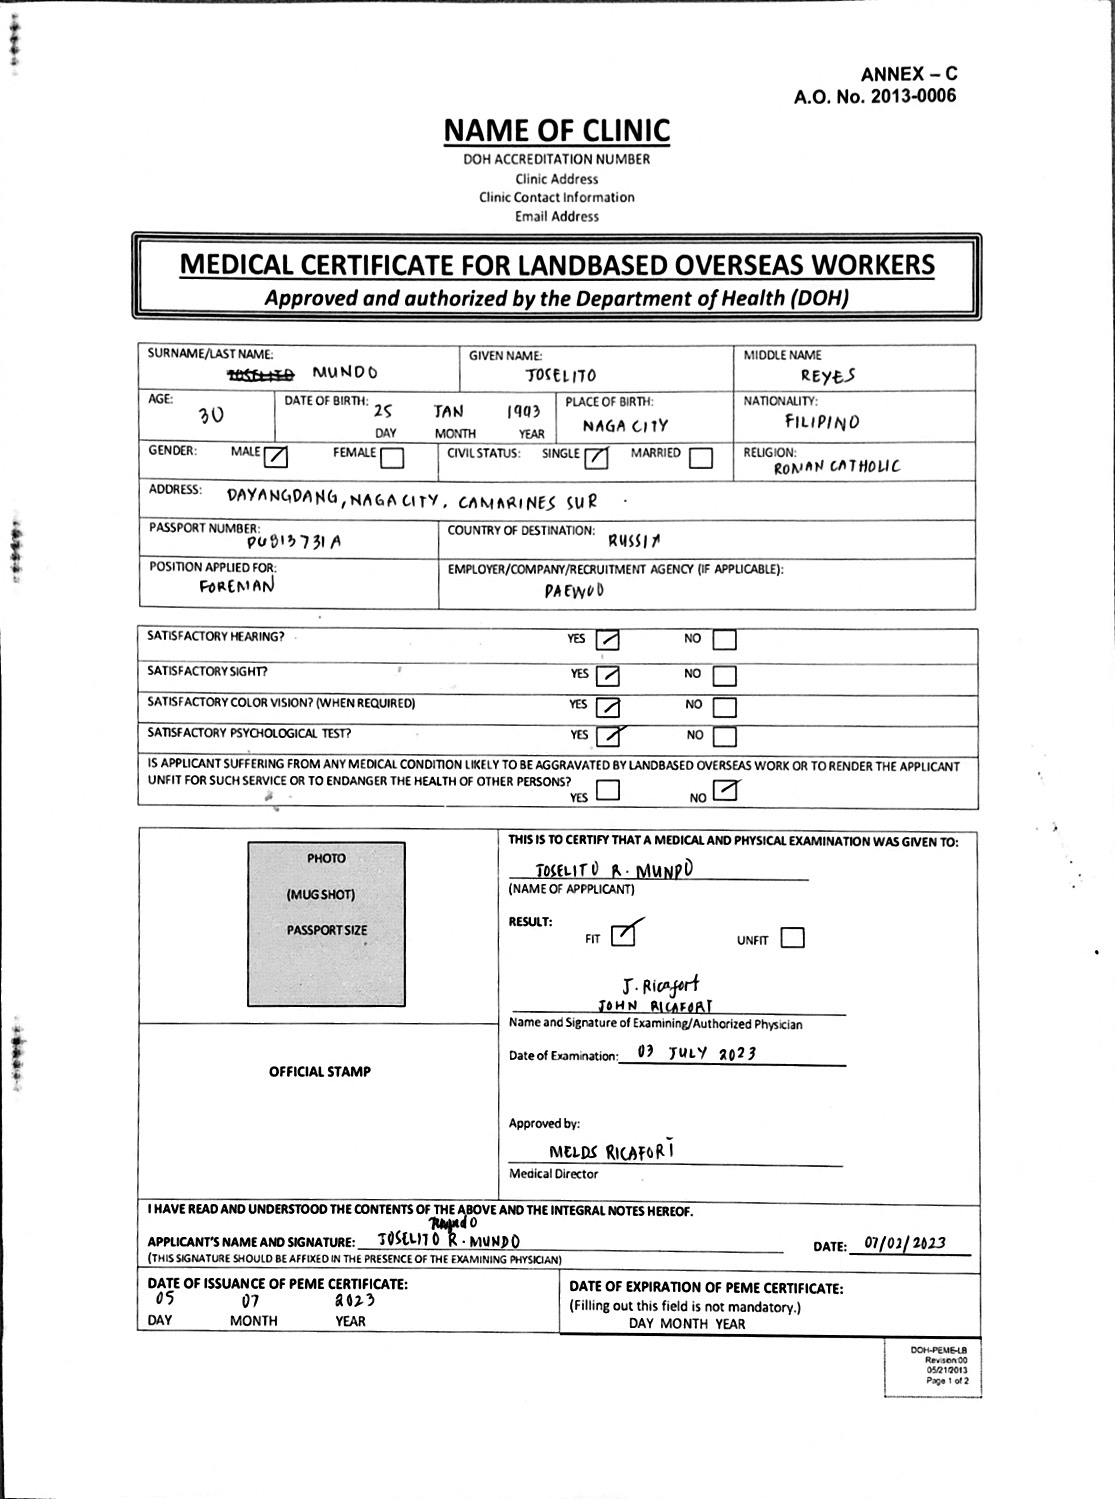 ANNEX – C
A.O. No. 2013-0006
NAME OF CLINIC
DOH ACCREDITATION NUMBER
Clinic Address
Clinic Contact Information
Email Address
MEDICAL CERTIFICATE FOR LANDBASED OVERSEAS WORKERS
Approved and authorized by the Department of Health (DOH)
SURNAME/LAST NAME: GIVEN NAME: MIDDLE NAME
JOSELITO MUNDO JOSELITO REYES
AGE: DATE OF BIRTH: PLACE OF BIRTH: NATIONALITY:
30 25 JAN 1993 NAGA CITY FILIPINO
DAY MONTH YEAR
GENDER: MALE FEMALE CIVIL STATUS: SINGLE MARRIED RELIGION:
ROMAN CATHOLIC
ADDRESS: DAYANGDANG, NAGA CITY, CAMARINES SUR
PASSPORT NUMBER: COUNTRY OF DESTINATION:
RUSSIA
POSITION APPLIED FOR: EMPLOYER/COMPANY/RECRUITMENT AGENCY (IF APPLICABLE):
FOREMAN DAEWOO
SATISFACTORY HEARING? YES NO
SATISFACTORY SIGHT? YES NO
SATISFACTORY COLOR VISION? (WHEN REQUIRED) YES NO
SATISFACTORY PSYCHOLOGICAL TEST? YES NO
IS APPLICANT SUFFERING FROM ANY MEDICAL CONDITION LIKELY TO BE AGGRAVATED BY LANDBASED OVERSEAS WORK OR TO RENDER THE APPLICANT
UNFIT FOR SUCH SERVICE OR TO ENDANGER THE HEALTH OF OTHER PERSONS?
YES NO
PHOTO
(MUG SHOT)
PASSPORT SIZE
OFFICIAL STAMP
THIS IS TO CERTIFY THAT A MEDICAL AND PHYSICAL EXAMINATION WAS GIVEN TO:
JOSELITO R. MUNDO
(NAME OF APPPLICANT)
RESULT:
FIT UNFIT
J. Ricafort
JOHN RICAFORT
Name and Signature of Examining/Authorized Physician
Date of Examination: 03 JULY 2023
Approved by:
MELDS RICAFORT
Medical Director
I HAVE READ AND UNDERSTOOD THE CONTENTS OF THE ABOVE AND THE INTEGRAL NOTES HEREOF.
APPLICANT'S NAME AND SIGNATURE: JOSELITO R. MUNDO DATE: 07/02/2023
(THIS SIGNATURE SHOULD BE AFFIXED IN THE PRESENCE OF THE EXAMINING PHYSICIAN)
DATE OF ISSUANCE OF PEME CERTIFICATE:
05 07 2023
DAY MONTH YEAR
DATE OF EXPIRATION OF PEME CERTIFICATE:
(Filling out this field is not mandatory.)
DAY MONTH YEAR
DOH-PEME-LB
Revison:00
05/21/2013
Page 1 of 2